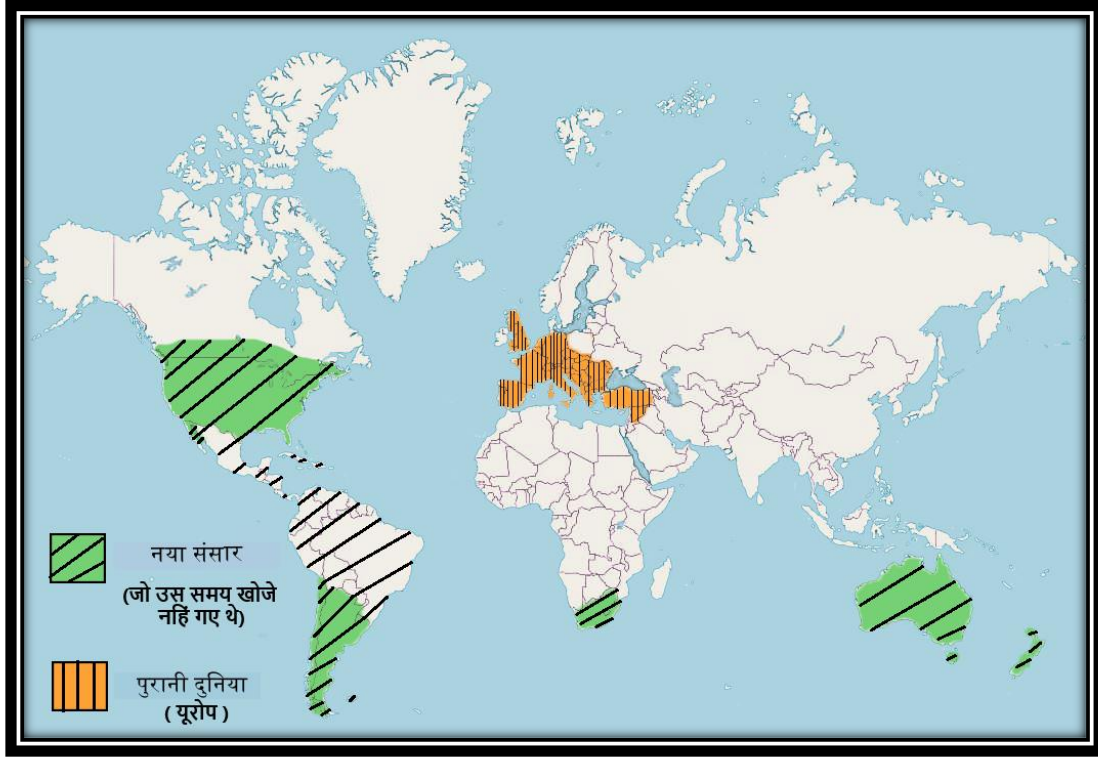 नया संसार
(जो उस समय खोजे
नहिं गए थे)
पुरानी दुनिया
( यूरोप )